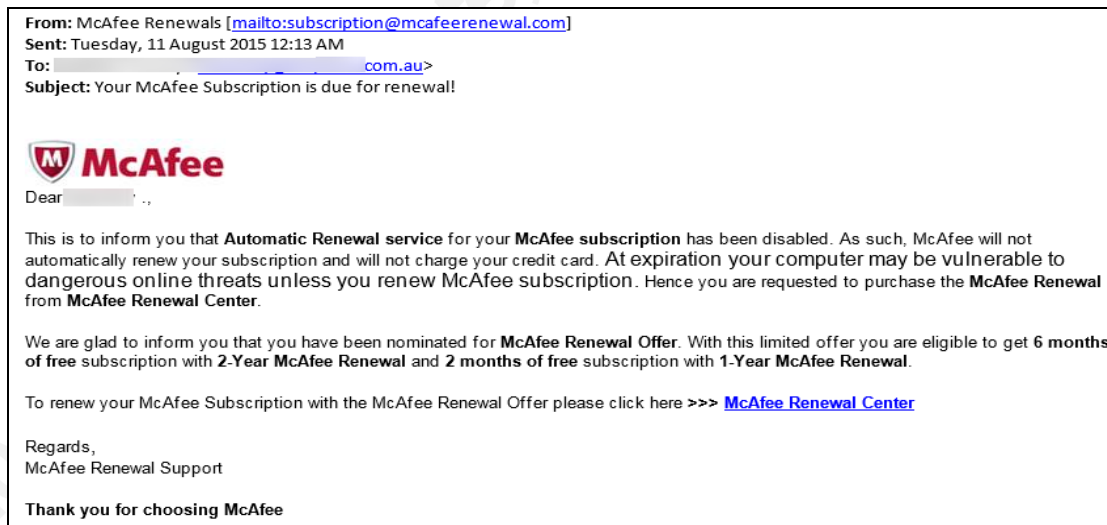 From: McAfee Renewals [mailto:subscription@mcafeerenewal.com]
Sent: Tuesday, 11 August 2015 12:13 AM
To: com.au>
Subject: Your McAfee Subscription is due for renewal!
McAfee
Dear .,
This is to inform you that Automatic Renewal service for your McAfee subscription has been disabled. As such, McAfee will not
automatically renew your subscription and will not charge your credit card. At expiration your computer may be vulnerable to
dangerous online threats unless you renew McAfee subscription. Hence you are requested to purchase the McAfee Renewal
from McAfee Renewal Center.
We are glad to inform you that you have been nominated for McAfee Renewal Offer. With this limited offer you are eligible to get 6 months
of free subscription with 2-Year McAfee Renewal and 2 months of free subscription with 1-Year McAfee Renewal.
To renew your McAfee Subscription with the McAfee Renewal Offer please click here >>> McAfee Renewal Center
Regards,
McAfee Renewal Support
Thank you for choosing McAfee